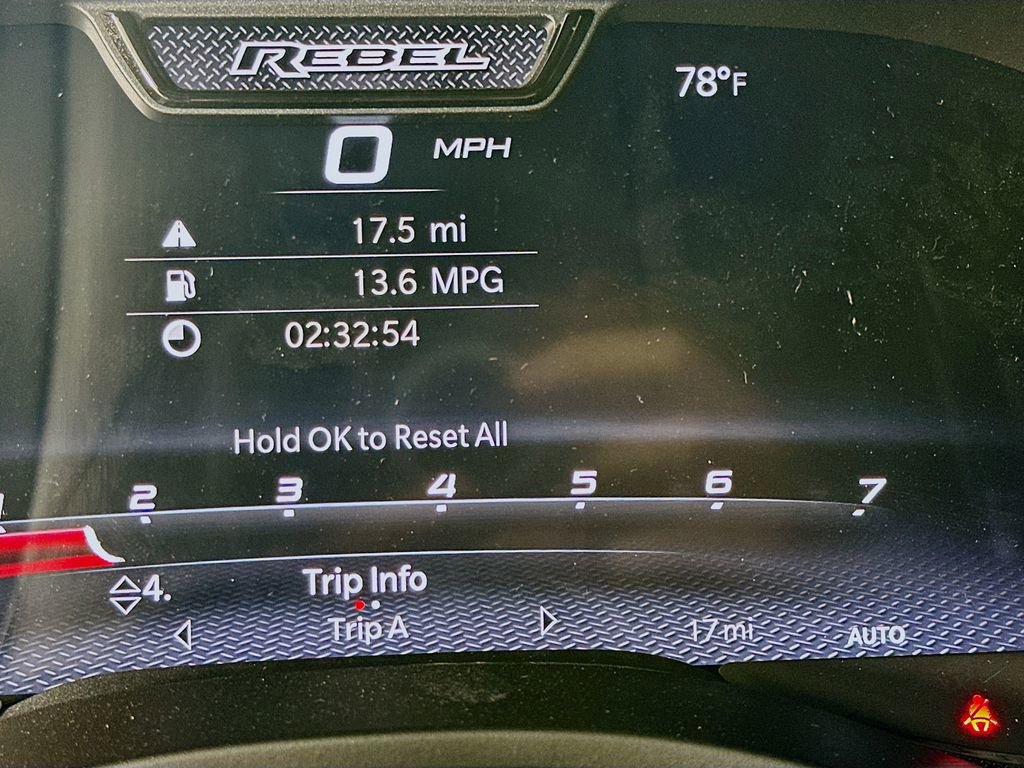 REBEL
78°F
0 MPH
17.5 mi
13.6 MPG
02:32:54
Hold OK to Reset All
2 3 4 5 6 7
4. Trip Info
Trip A
17 mi
AUTO